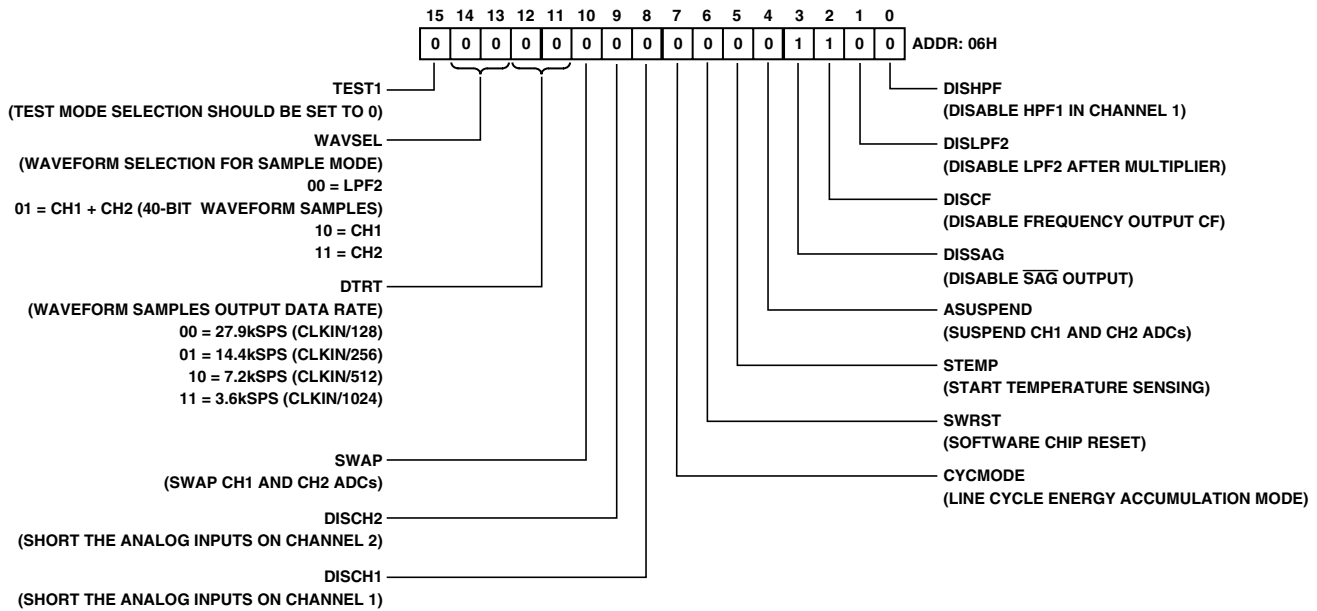 15 14 13 12 11 10 9 8 7 6 5 4 3 2 1 0
0 0 0 0 0 0 0 0 0 0 0 0 1 1 0 0 ADDR: 06H
TEST1
(TEST MODE SELECTION SHOULD BE SET TO 0)
WAVSEL
(WAVEFORM SELECTION FOR SAMPLE MODE)
00 = LPF2
01 = CH1 + CH2 (40-BIT WAVEFORM SAMPLES)
10 = CH1
11 = CH2
DTRT
(WAVEFORM SAMPLES OUTPUT DATA RATE)
00 = 27.9kSPS (CLKIN/128)
01 = 14.4kSPS (CLKIN/256)
10 = 7.2kSPS (CLKIN/512)
11 = 3.6kSPS (CLKIN/1024)
SWAP
(SWAP CH1 AND CH2 ADCs)
DISCH2
(SHORT THE ANALOG INPUTS ON CHANNEL 2)
DISCH1
(SHORT THE ANALOG INPUTS ON CHANNEL 1)
DISHPF
(DISABLE HPF1 IN CHANNEL 1)
DISLPF2
(DISABLE LPF2 AFTER MULTIPLIER)
DISCF
(DISABLE FREQUENCY OUTPUT CF)
DISSAG
(DISABLE S̅A̅G̅ OUTPUT)
ASUSPEND
(SUSPEND CH1 AND CH2 ADCs)
STEMP
(START TEMPERATURE SENSING)
SWRST
(SOFTWARE CHIP RESET)
CYCMODE
(LINE CYCLE ENERGY ACCUMULATION MODE)